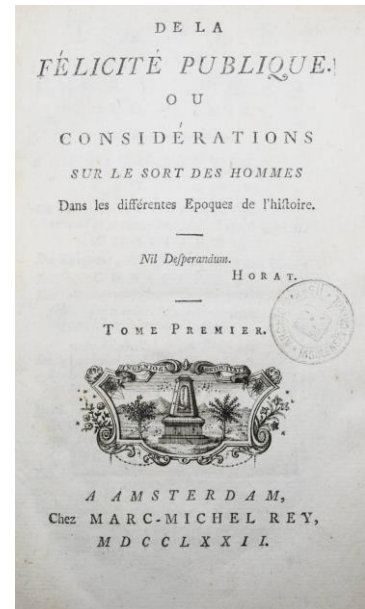 DE LA
FÉLICITÉ PUBLIQUE.
OU
CONSIDÉRATIONS
SUR LE SORT DES HOMMES
Dans les différentes Epoques de l'hiſtoire.
Nil Deſperandum.
HORAT.
TOME PREMIER.
A AMSTERDAM,
Chez MARC-MICHEL REY,
MDCCLXXII.